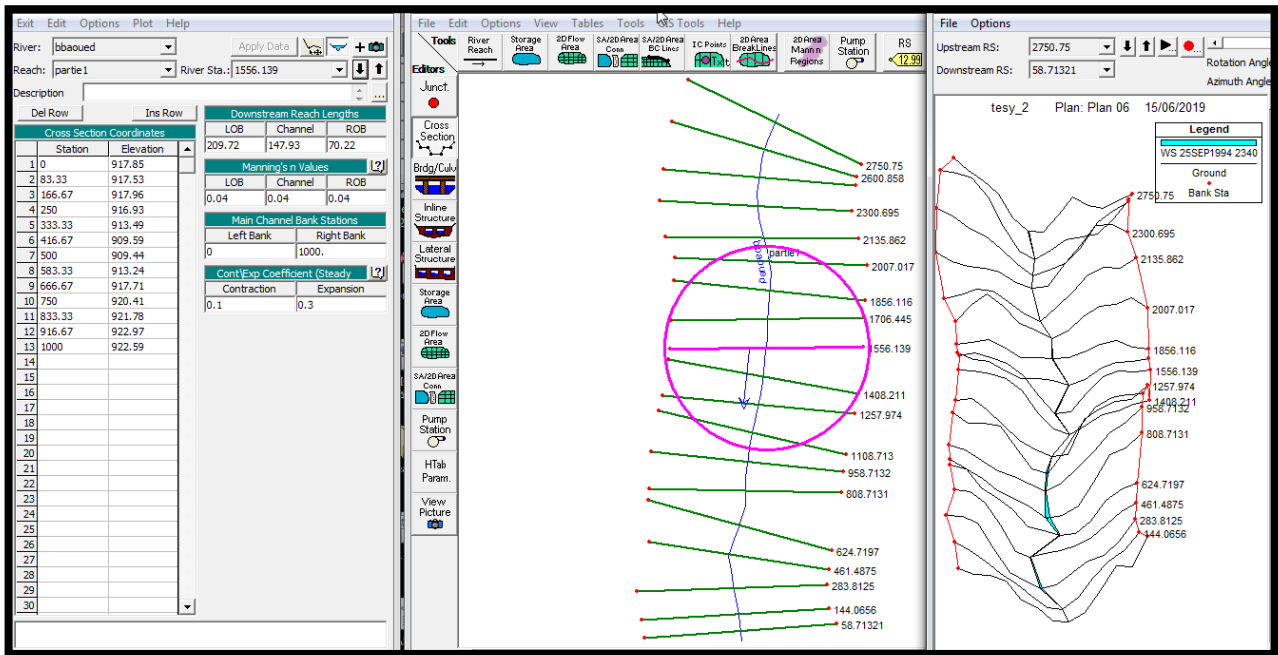 Exit Edit Options Plot Help
River: bbaoued Apply Data
Reach: partie1 River Sta.: 1556.139
Description ...
Del Row Ins Row
Cross Section Coordinates
Station Elevation
1 0 917.85
2 83.33 917.53
3 166.67 917.96
4 250 916.93
5 333.33 913.49
6 416.67 909.59
7 500 909.44
8 583.33 913.24
9 666.67 917.71
10 750 920.41
11 833.33 921.78
12 916.67 922.97
13 1000 922.59
14
15
16
17
18
19
20
21
22
23
24
25
26
27
28
29
30
Downstream Reach Lengths
LOB Channel ROB
209.72 147.93 70.22
Manning's n Values ?
LOB Channel ROB
0.04 0.04 0.04
Main Channel Bank Stations
Left Bank Right Bank
0 1000.
Cont\Exp Coefficient (Steady ?
Contraction Expansion
0.1 0.3
File Edit Options View Tables Tools GIS Tools Help
Tools
Editors
River Reach
Storage Area
2D Flow Area
SA/2D Area Conn
SA/2D Area BC Lines
IC Points
2D Area BreakLines
2D Area Mann n Regions
Pump Station
RS
12.99
Junct.
Cross Section
Brdg/Culv
Inline Structure
Lateral Structure
Storage Area
2D Flow Area
SA/2D Area Conn
Pump Station
HTab Param.
View Picture
2750.75
2600.858
2300.695
2135.862
bbaoued
partie1
2007.017
1856.116
1706.445
1556.139
1408.211
1257.974
1108.713
958.7132
808.7131
624.7197
461.4875
283.8125
144.0656
58.71321
File Options
Upstream RS: 2750.75
Downstream RS: 58.71321
Rotation Angle
Azimuth Angle
tesy_2 Plan: Plan 06 15/06/2019
Legend
WS 25SEP1994 2340
Ground
Bank Sta
2750.75
2300.695
2135.862
2007.017
1856.116
1556.139
1257.974
1408.211
958.7132
808.7131
624.7197
461.4875
283.8125
144.0656